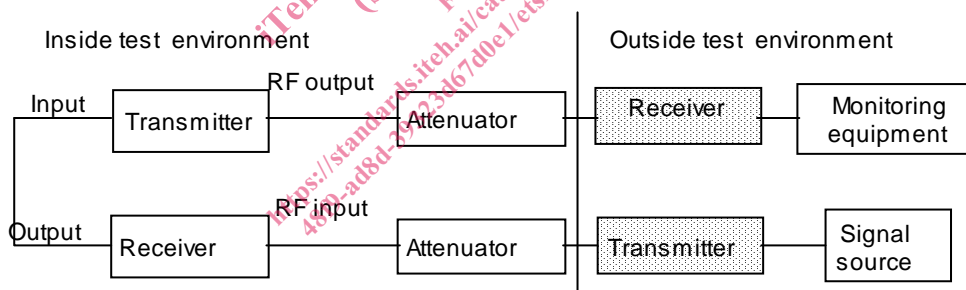 Inside test environment
Outside test environment
RF output
Input
Transmitter
Attenuator
Receiver
Monitoring
equipment
RF input
Output
Receiver
Attenuator
Transmitter
Signal
source